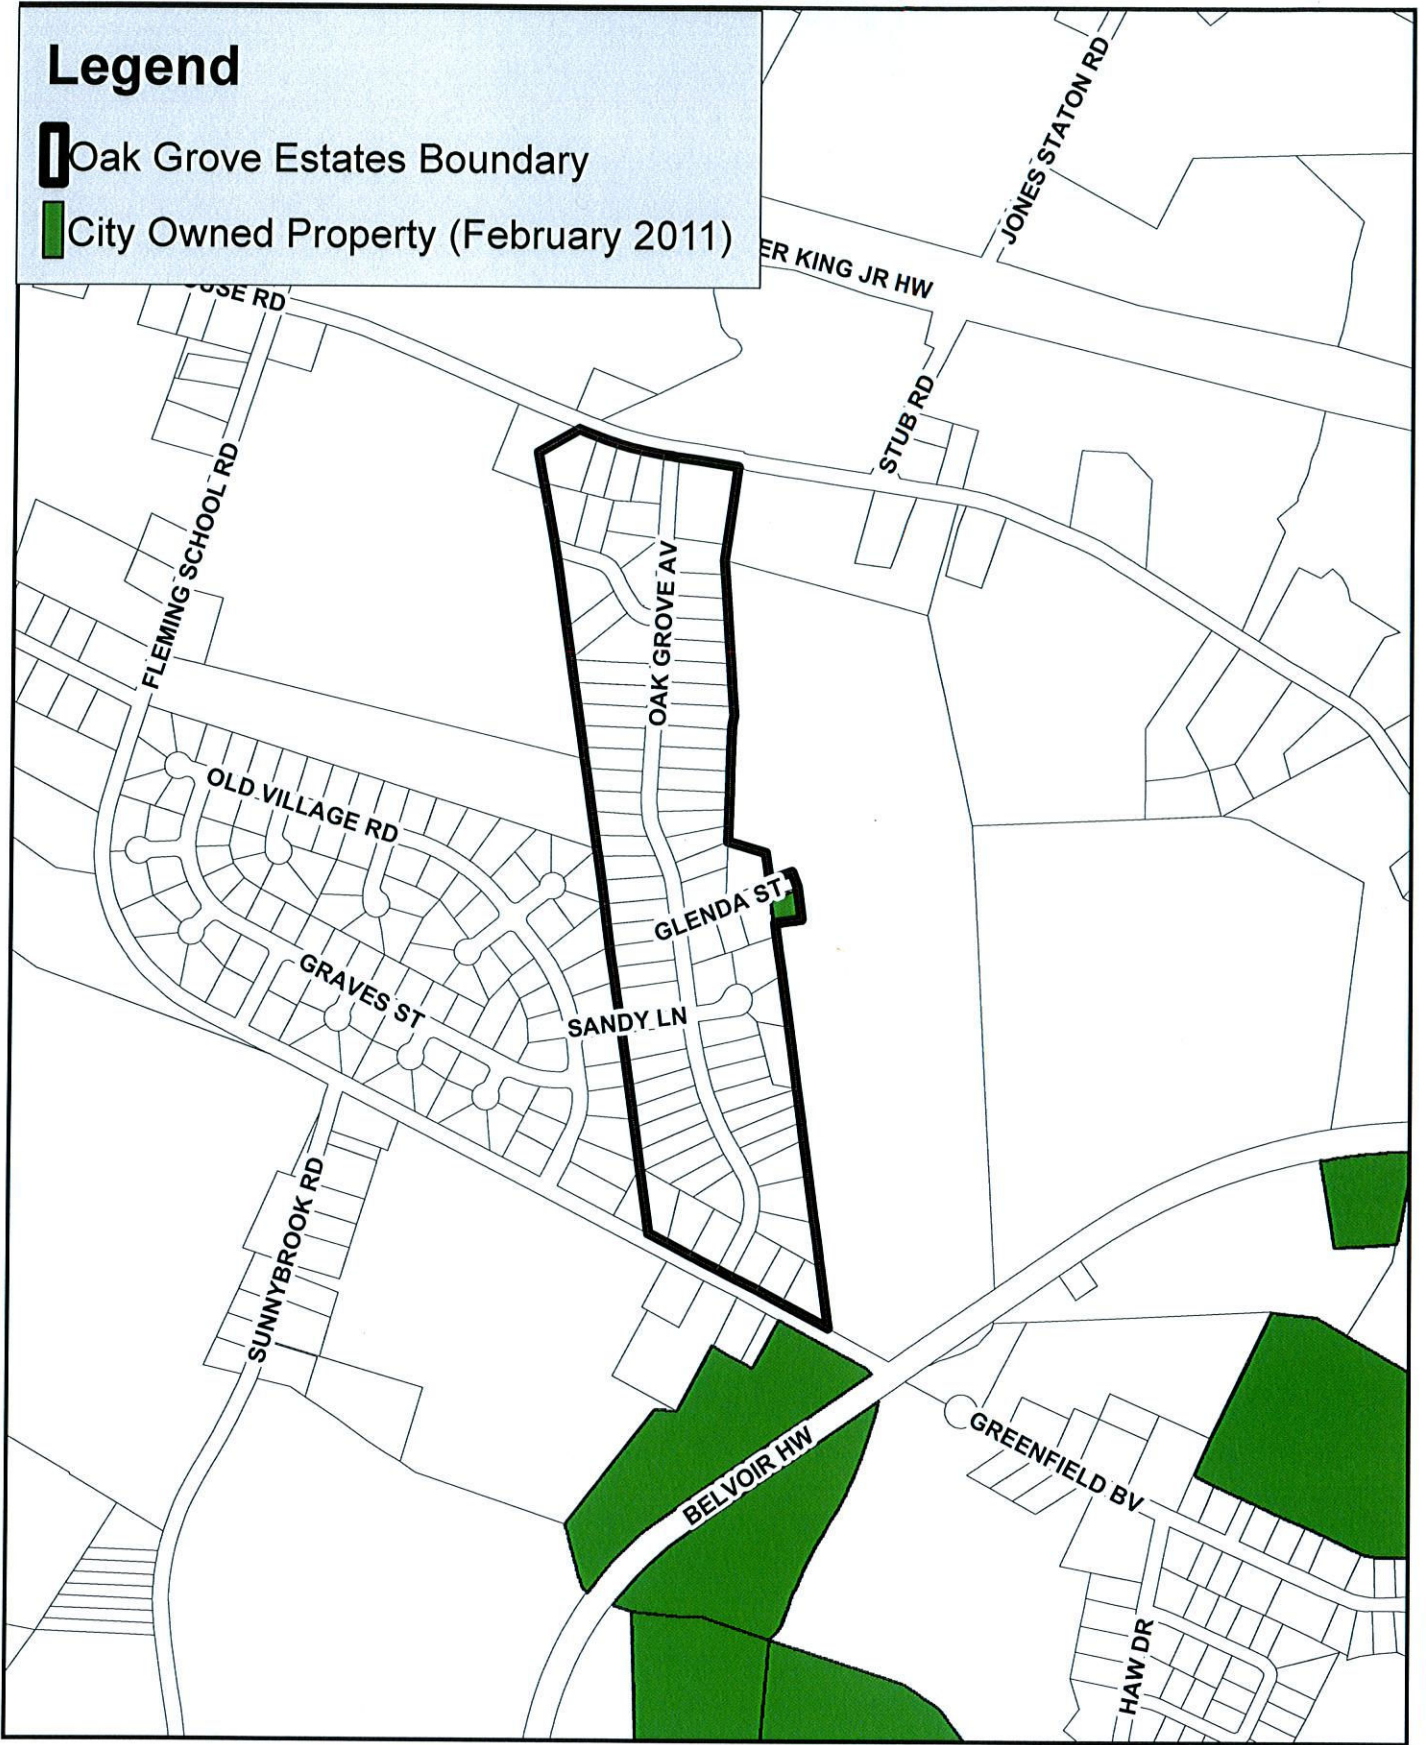 Legend
Oak Grove Estates Boundary
City Owned Property (February 2011)
JONES STATON RD
KING JR HW
RD
STUB RD
FLEMING SCHOOL RD
OAK GROVE AV
OLD VILLAGE RD
GLENDA ST
GRAVES ST
SANDY LN
SUNNYBROOK RD
GREENFIELD BV
BELVOIR HW
HAW DR